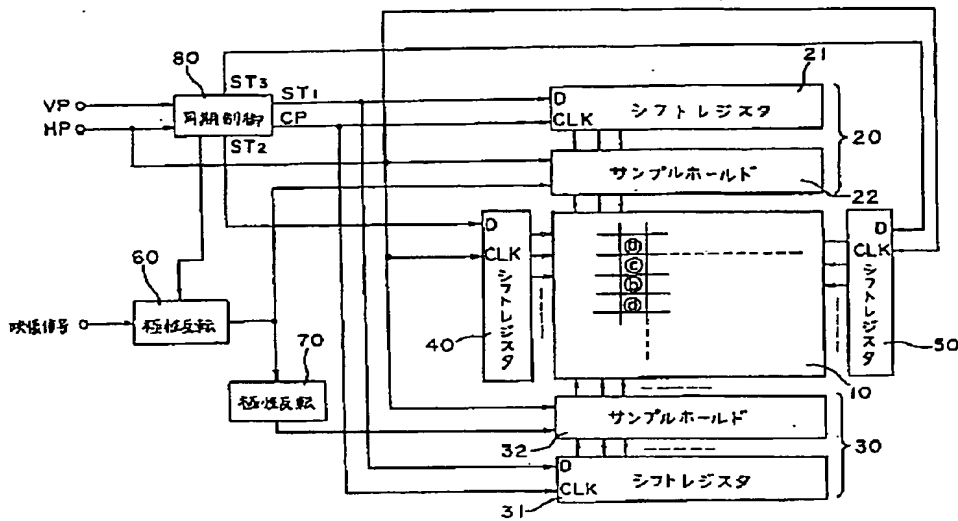 80
21
ST3
ST1
VP
D
シフトレジスタ
HP
同期制御
CP
CLK
20
ST2
サンプルホールド
22
D
D
CLK
CLK
60
シフトレジスタ
シフトレジスタ
映像信号
極性反転
40
50
70
10
極性反転
サンプルホールド
32
30
D
シフトレジスタ
CLK
31